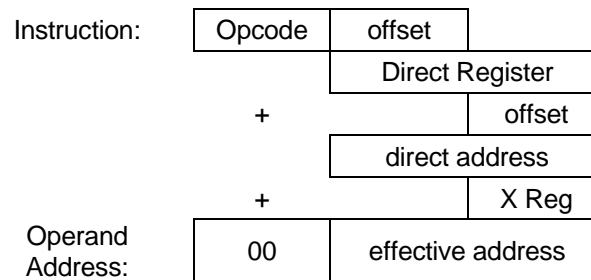 Instruction: Opcode offset
Direct Register
+ offset
direct address
+ X Reg
Operand
Address: 00 effective address